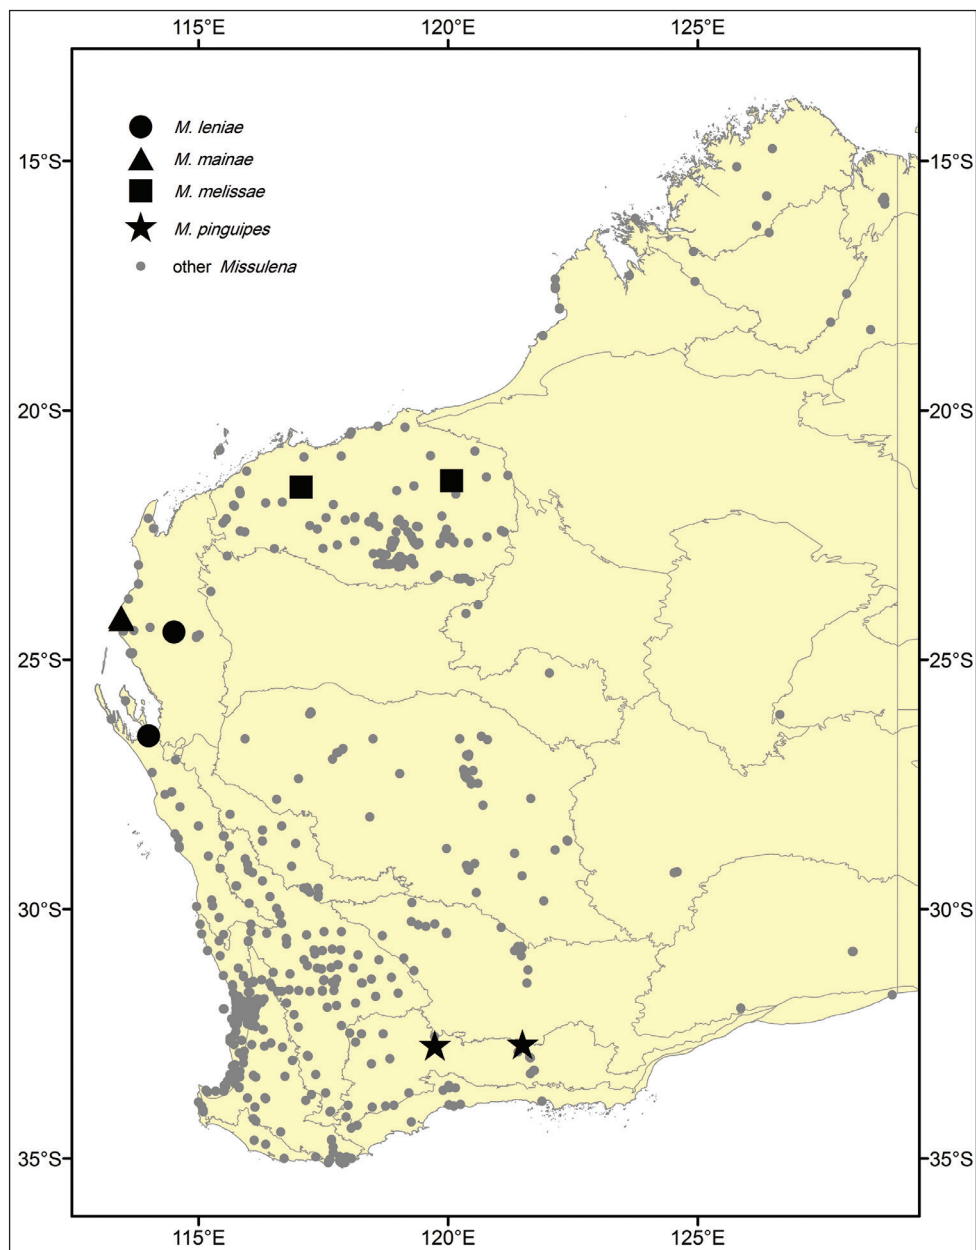 115°E 120°E 125°E
M. leniae
M. mainae
M. melissae
M. pinguipes
other Missulena
15°S 15°S
20°S 20°S
25°S 25°S
30°S 30°S
35°S 35°S
115°E 120°E 125°E